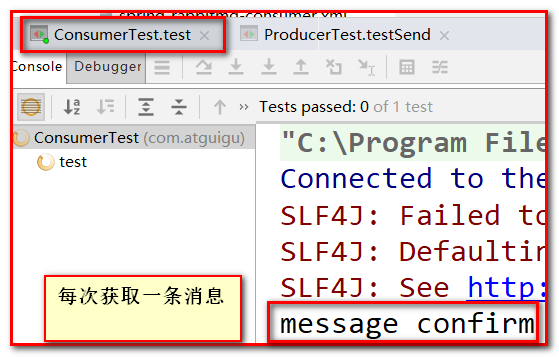 spring-rabbitmq-consumer.xml
ConsumerTest.test × ProducerTest.testSend ×
Console Debugger
Tests passed: 0 of 1 test
ConsumerTest (com.atguigu)
test
"C:\Program File
Connected to the
SLF4J: Failed to
SLF4J: Defaultin
SLF4J: See http:
每次获取一条消息
message confirm